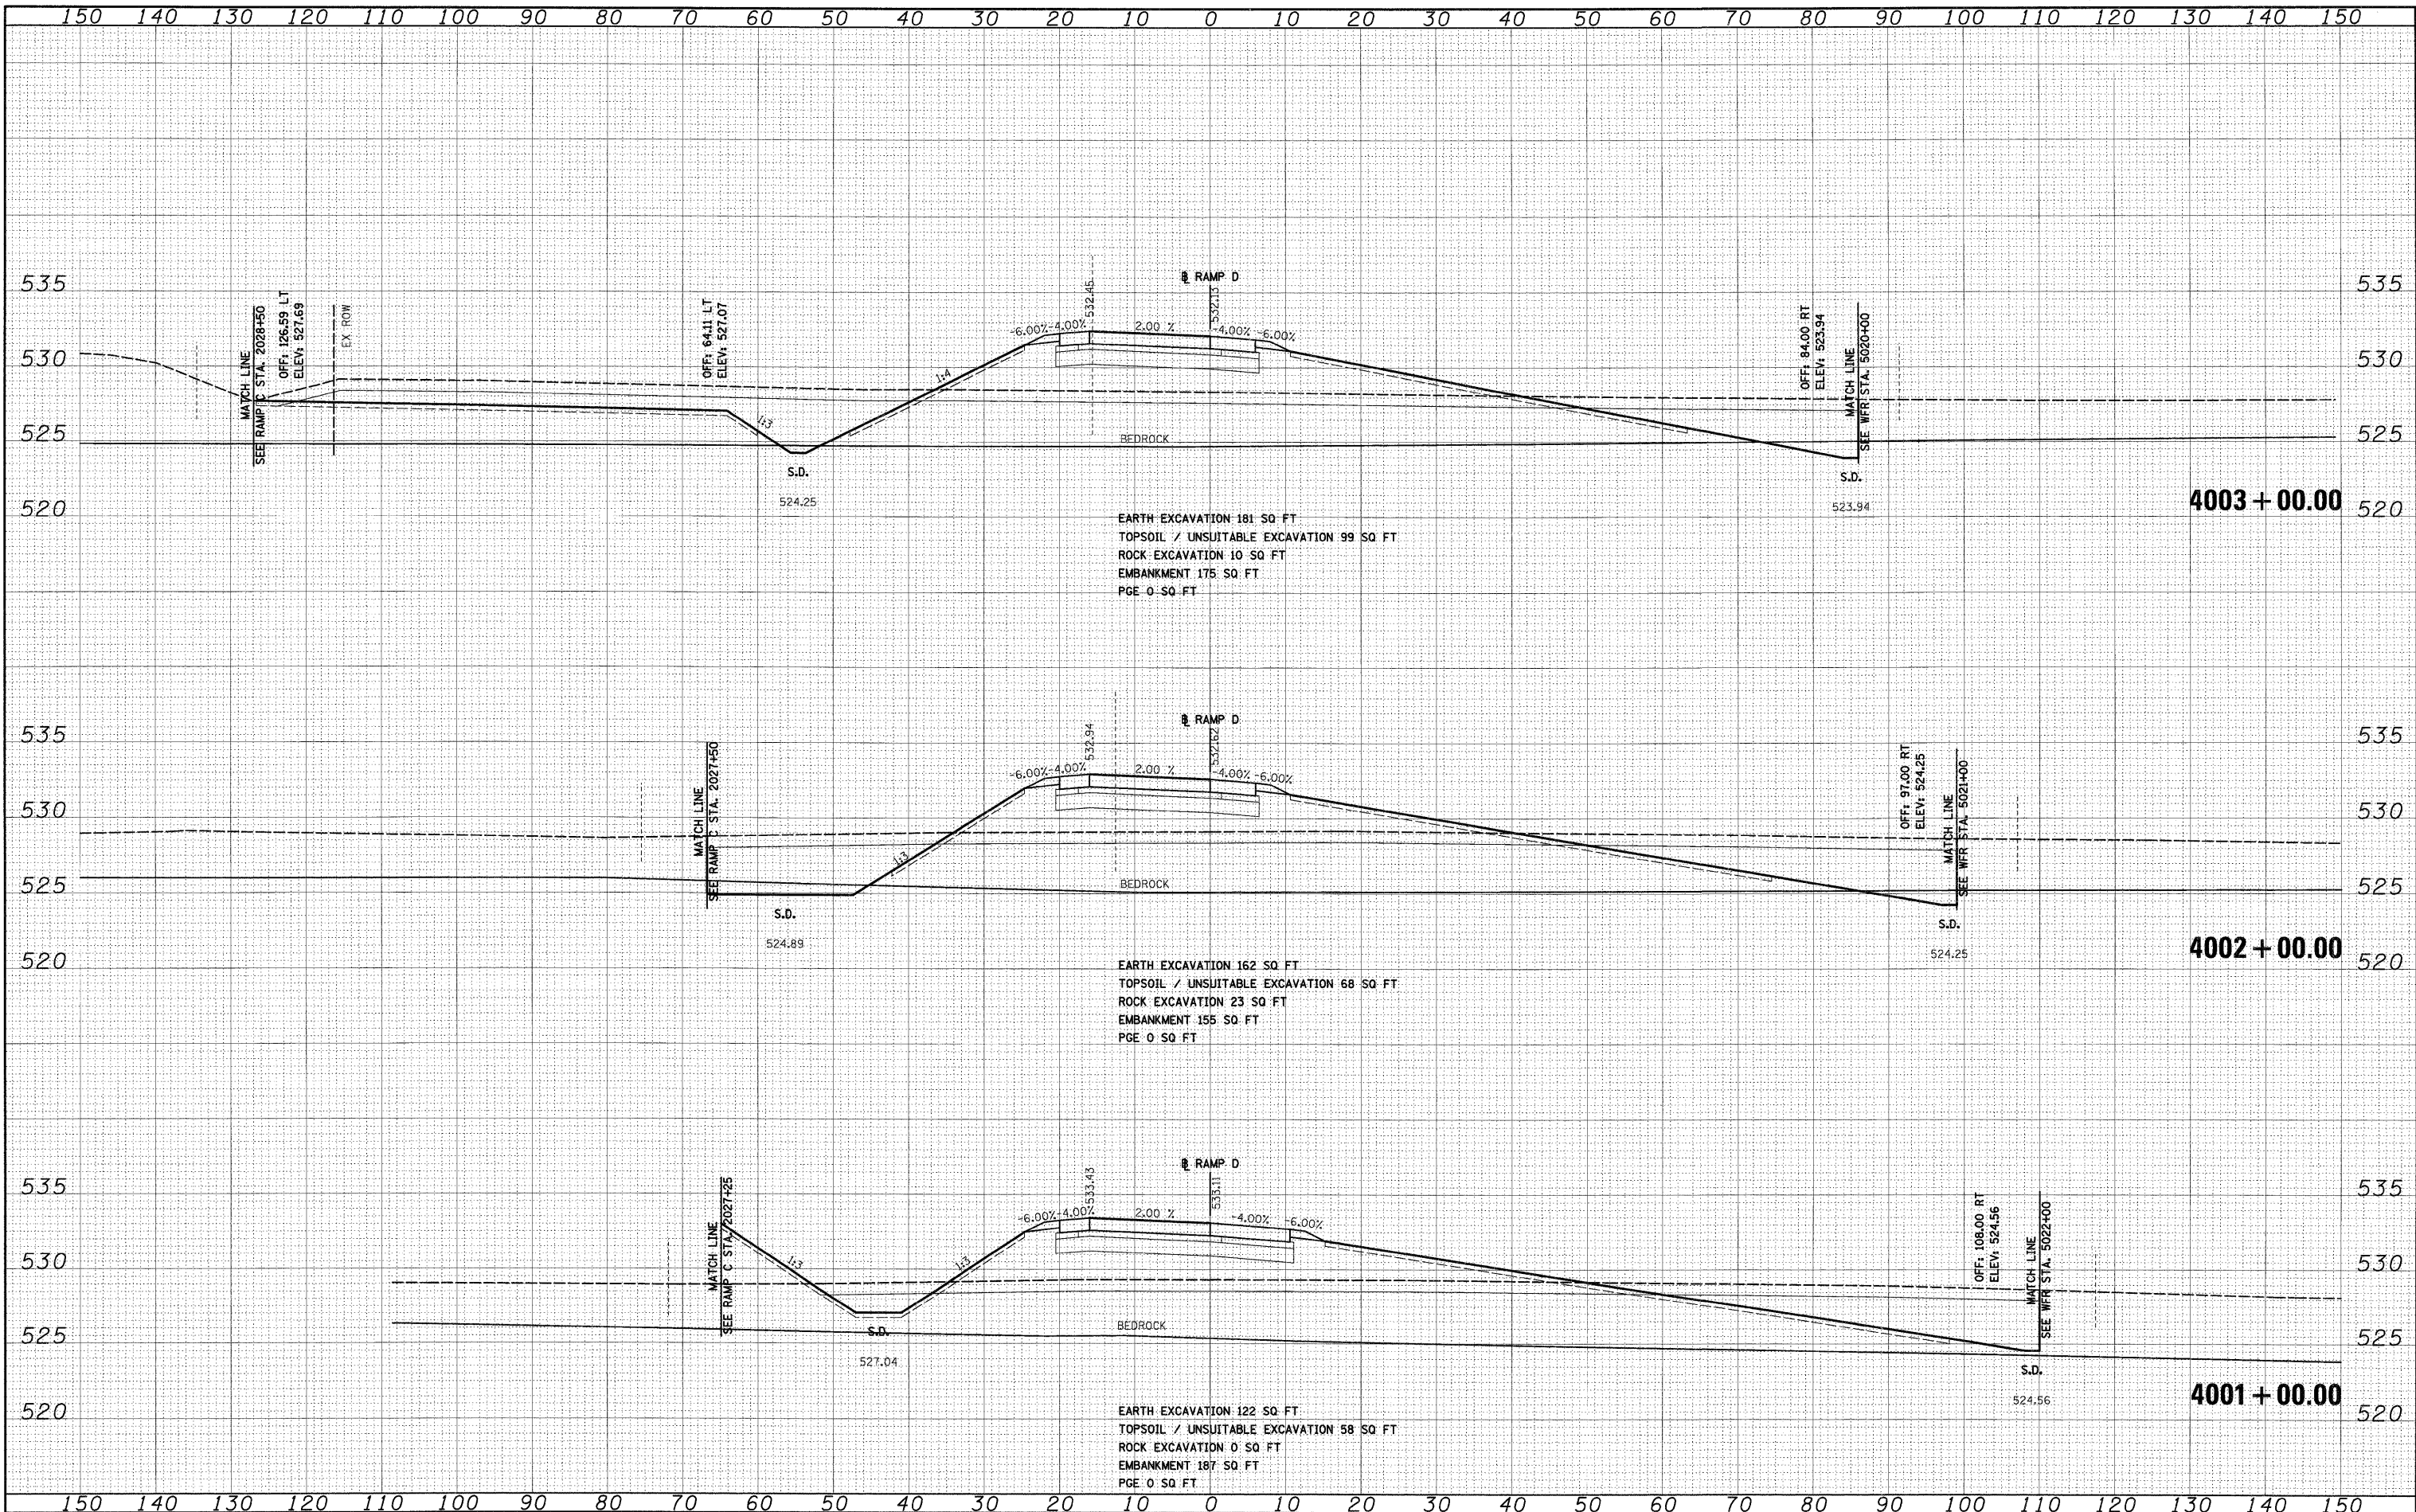 150 140 130 120 110 100 90 80 70 60 50 40 30 20 10 0 10 20 30 40 50 60 70 80 90 100 110 120 130 140 150
535
530
525
520
MATCH LINE
SEE RAMP C STA. 2028+50
OFF: 126.59 LT
ELEV: 527.69
EX ROW
OFF: 64.11 LT
ELEV: 527.07
1:3
S.D.
524.25
1:4
-6.00% -4.00%
532.45
2.00 %
℄ RAMP D
532.13
-4.00% -6.00%
BEDROCK
OFF: 84.00 RT
ELEV: 523.94
MATCH LINE
SEE WFR STA. 5020+00
S.D.
523.94
535
530
525
520
4003+00.00
EARTH EXCAVATION 181 SQ FT
TOPSOIL / UNSUITABLE EXCAVATION 99 SQ FT
ROCK EXCAVATION 10 SQ FT
EMBANKMENT 175 SQ FT
PGE 0 SQ FT
535
530
525
520
MATCH LINE
SEE RAMP C STA. 2027+50
S.D.
524.89
1:3
-6.00% -4.00%
532.94
2.00 %
℄ RAMP D
532.62
-4.00% -6.00%
BEDROCK
OFF: 97.00 RT
ELEV: 524.25
MATCH LINE
SEE WFR STA. 5021+00
S.D.
524.25
535
530
525
520
4002+00.00
EARTH EXCAVATION 162 SQ FT
TOPSOIL / UNSUITABLE EXCAVATION 68 SQ FT
ROCK EXCAVATION 23 SQ FT
EMBANKMENT 155 SQ FT
PGE 0 SQ FT
535
530
525
520
MATCH LINE
SEE RAMP C STA. 2027+25
1:3
S.D.
527.04
1:3
-6.00% -4.00%
533.43
2.00 %
℄ RAMP D
533.11
-4.00% -6.00%
BEDROCK
OFF: 108.00 RT
ELEV: 524.56
MATCH LINE
SEE WFR STA. 5022+00
S.D.
524.56
535
530
525
520
4001+00.00
EARTH EXCAVATION 122 SQ FT
TOPSOIL / UNSUITABLE EXCAVATION 58 SQ FT
ROCK EXCAVATION 0 SQ FT
EMBANKMENT 187 SQ FT
PGE 0 SQ FT
150 140 130 120 110 100 90 80 70 60 50 40 30 20 10 0 10 20 30 40 50 60 70 80 90 100 110 120 130 140 150